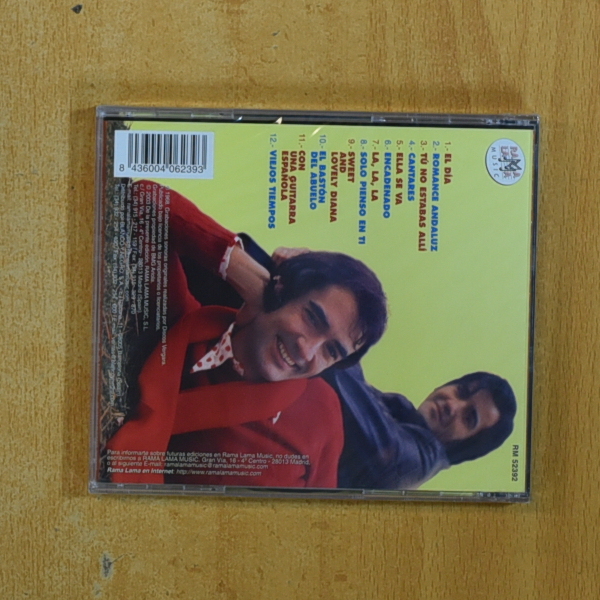 RAMA
LAMA
MUSIC
1.- EL DÍA
2.- ROMANCE ANDALUZ
3.- TÚ NO ESTABAS ALLÍ
4.- CANTARES
5.- ELLA SE VA
6.- ENCADENADO
7.- LA, LA, LA
8.- SOLO PIENSO EN TI
9.- SWEET
AND
LOVELY DIANA
10.- EL BASTÓN
DEL ABUELO
11.- CON
UNA GUITARRA
ESPAÑOLA
12.- VIEJOS TIEMPOS
8 436004 062393
RM 52392
Para informarte sobre futuras ediciones en Rama Lama Music, no dudes en
escribirnos a RAMA LAMA MUSIC. Gran Vía, 16 - 4º Centro - 28013 Madrid,
o al siguiente E-mail: ramalamamusic@ramalamamusic.com
Rama Lama en Internet http://www.ramalamamusic.com